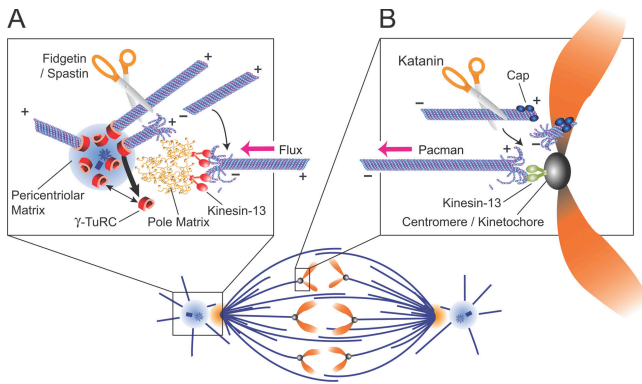 A
Fidgetin
/ Spastin
+
+
+
+
−
−
Flux
+
Pericentriolar
Matrix
γ-TuRC
Pole Matrix
Kinesin-13
B
Katanin
Cap
−
+
+
−
Pacman
−
Kinesin-13
Centromere / Kinetochore